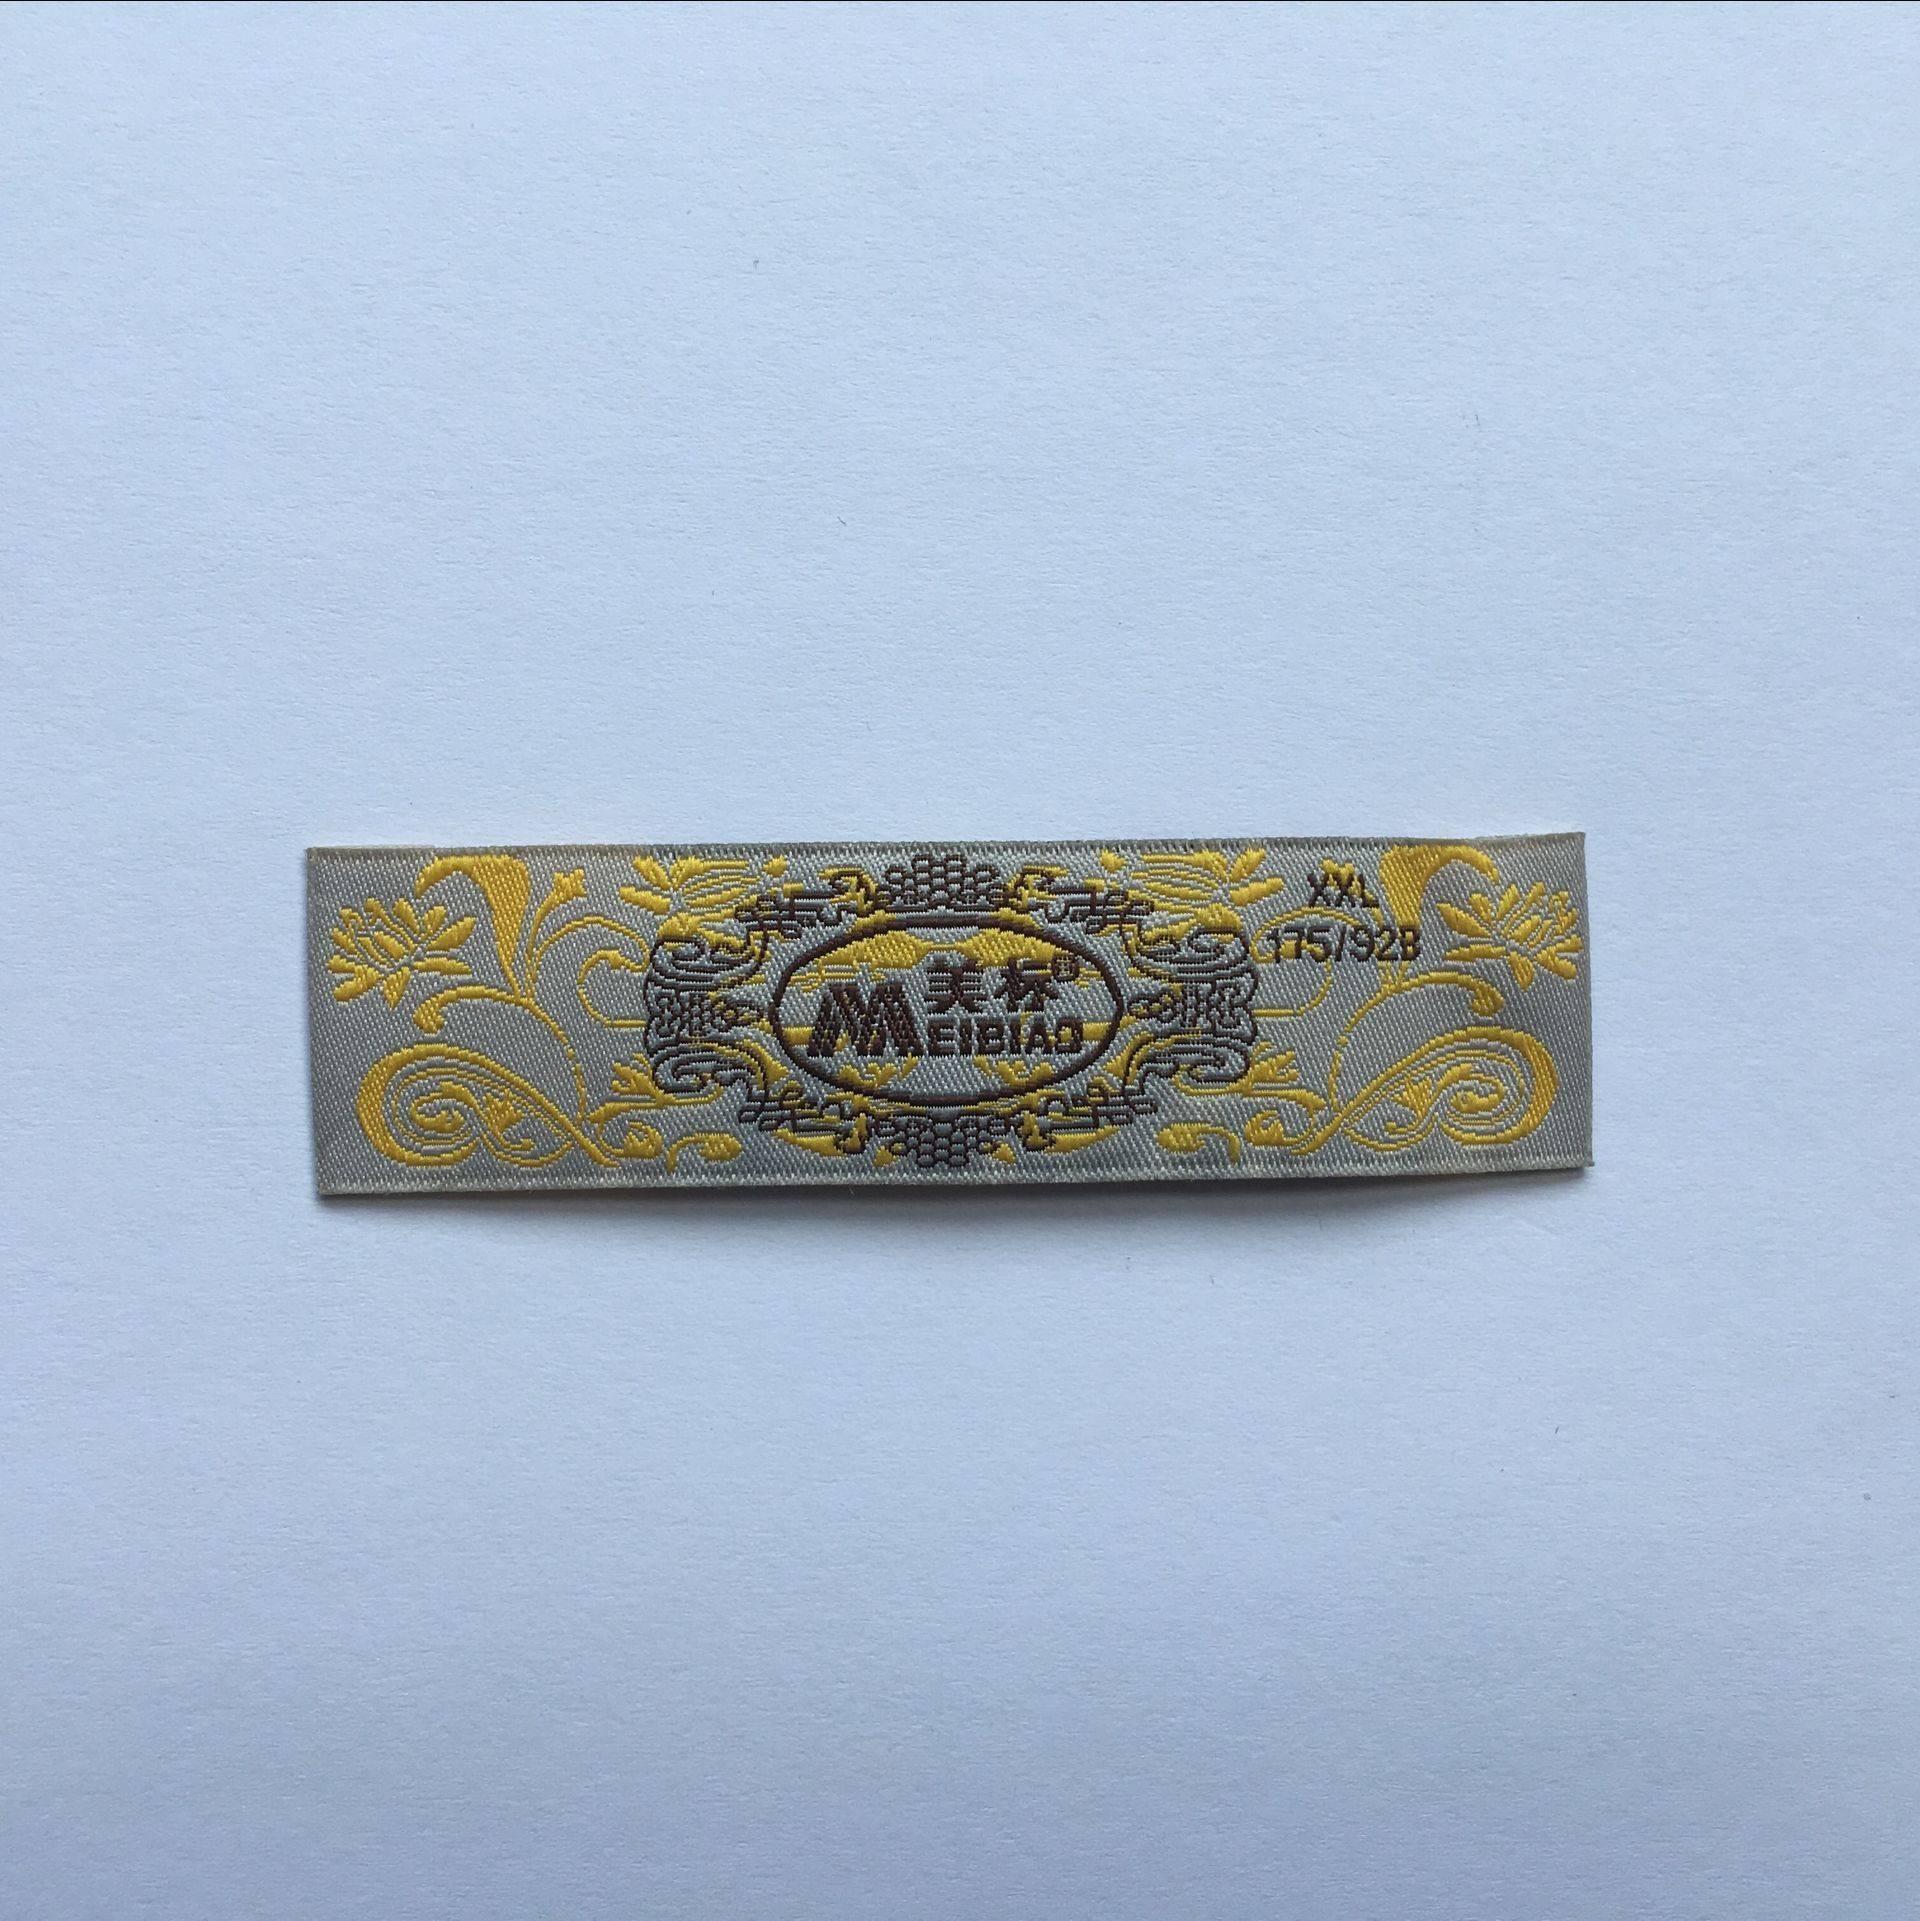 美标®
MEIBIAO
XXL
175/92B